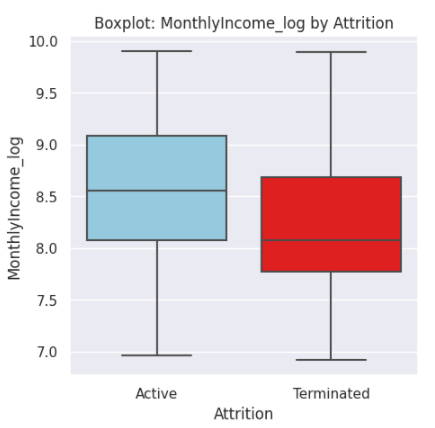 Boxplot: MonthlyIncome_log by Attrition
10.0
9.5
9.0
8.5
8.0
7.5
7.0
MonthlyIncome_log
Active
Terminated
Attrition